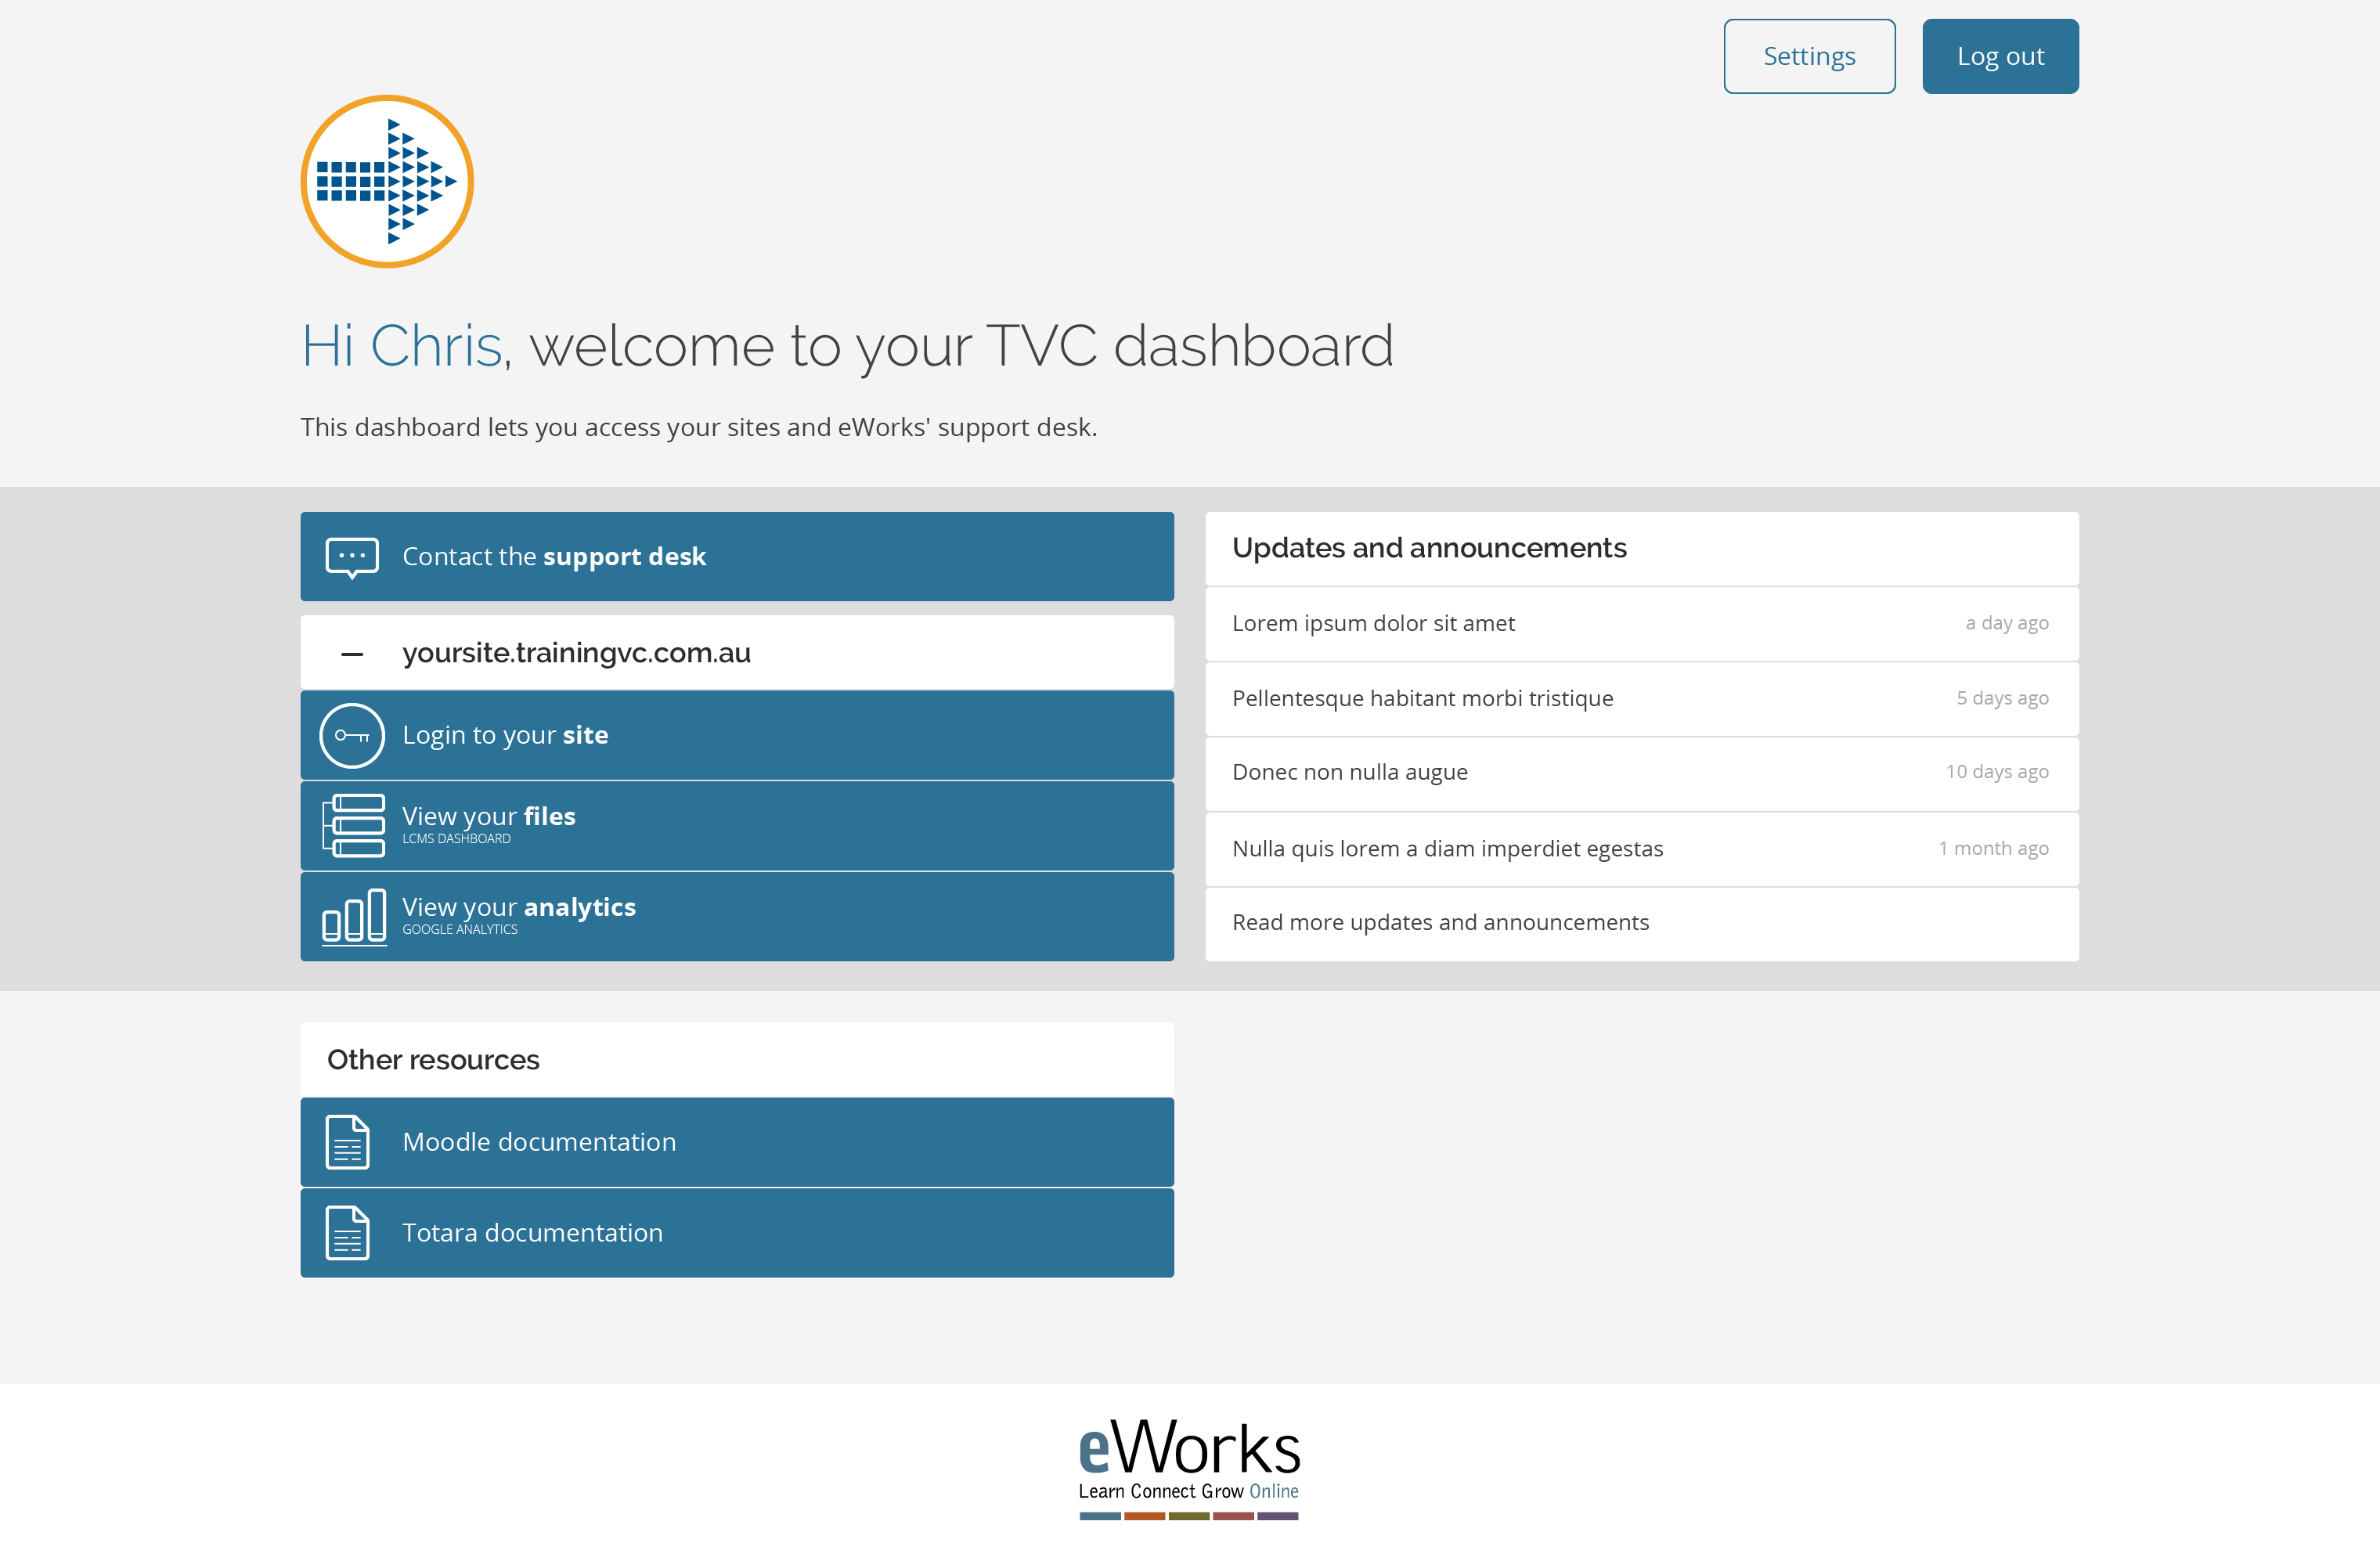 Settings
Log out
Hi Chris, welcome to your TVC dashboard
This dashboard lets you access your sites and eWorks' support desk.
Contact the support desk
yoursite.trainingvc.com.au
Login to your site
View your files
LCMS DASHBOARD
View your analytics
GOOGLE ANALYTICS
Updates and announcements
Lorem ipsum dolor sit amet
a day ago
Pellentesque habitant morbi tristique
5 days ago
Donec non nulla augue
10 days ago
Nulla quis lorem a diam imperdiet egestas
1 month ago
Read more updates and announcements
Other resources
Moodle documentation
Totara documentation
eWorks
Learn Connect Grow Online